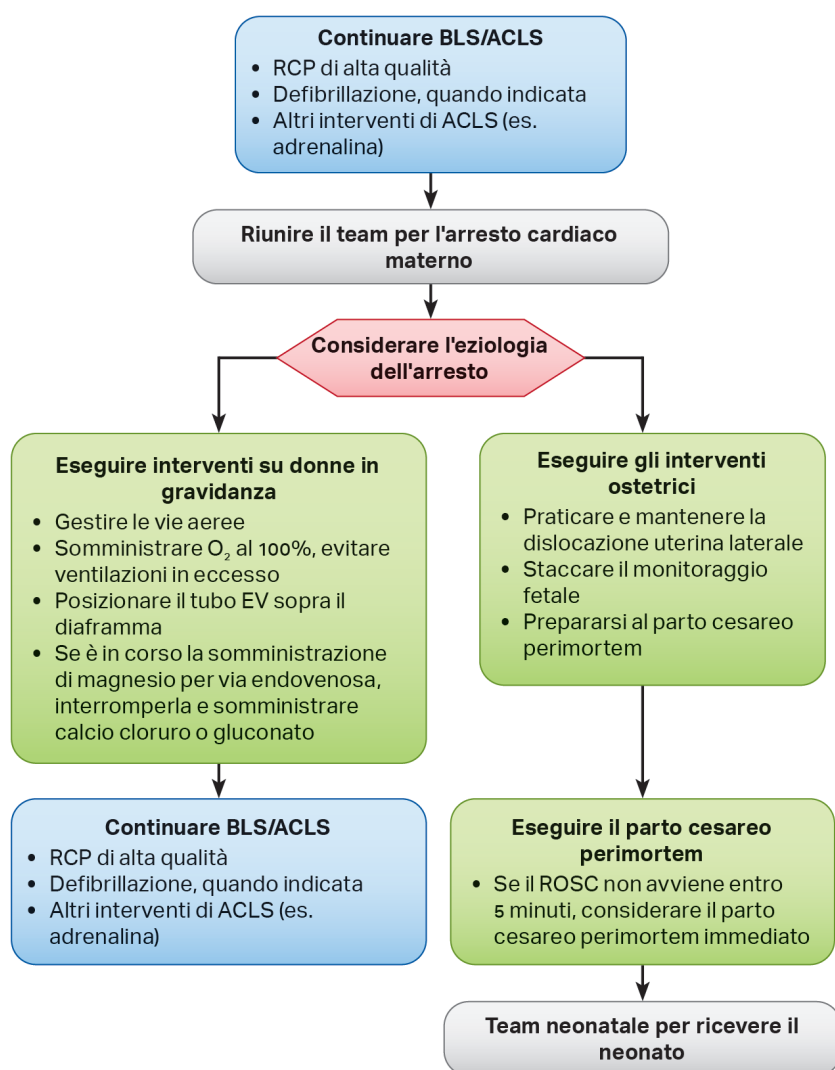 Continuare BLS/ACLS
• RCP di alta qualità
• Defibrillazione, quando indicata
• Altri interventi di ACLS (es.
adrenalina)
Riunire il team per l'arresto cardiaco
materno
Considerare l'eziologia
dell'arresto
Eseguire interventi su donne in
gravidanza
• Gestire le vie aeree
• Somministrare O₂ al 100%, evitare
ventilazioni in eccesso
• Posizionare il tubo EV sopra il
diaframma
• Se è in corso la somministrazione
di magnesio per via endovenosa,
interromperla e somministrare
calcio cloruro o gluconato
Eseguire gli interventi
ostetrici
• Praticare e mantenere la
dislocazione uterina laterale
• Staccare il monitoraggio
fetale
• Prepararsi al parto cesareo
perimortem
Continuare BLS/ACLS
• RCP di alta qualità
• Defibrillazione, quando indicata
• Altri interventi di ACLS (es.
adrenalina)
Eseguire il parto cesareo
perimortem
• Se il ROSC non avviene entro
5 minuti, considerare il parto
cesareo perimortem immediato
Team neonatale per ricevere il
neonato